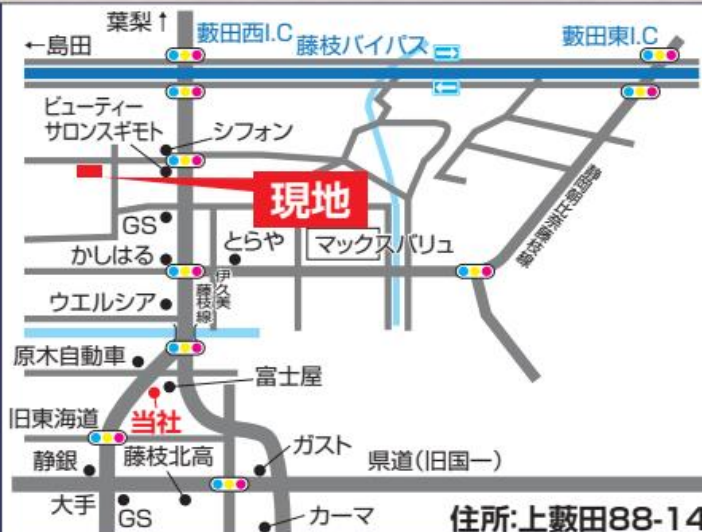 葉梨↑
←島田
藪田西I.C
藤枝バイパス
藪田東I.C
ビューティー
サロンスギモト
シフォン
現地
静岡朝比奈藤枝線
GS
とらや
マックスバリュ
かしはる
伊久美
藤枝線
ウエルシア
原木自動車
富士屋
旧東海道
当社
静銀
藤枝北高
ガスト
県道(旧国一)
大手
GS
カーマ
住所:上藪田88-14